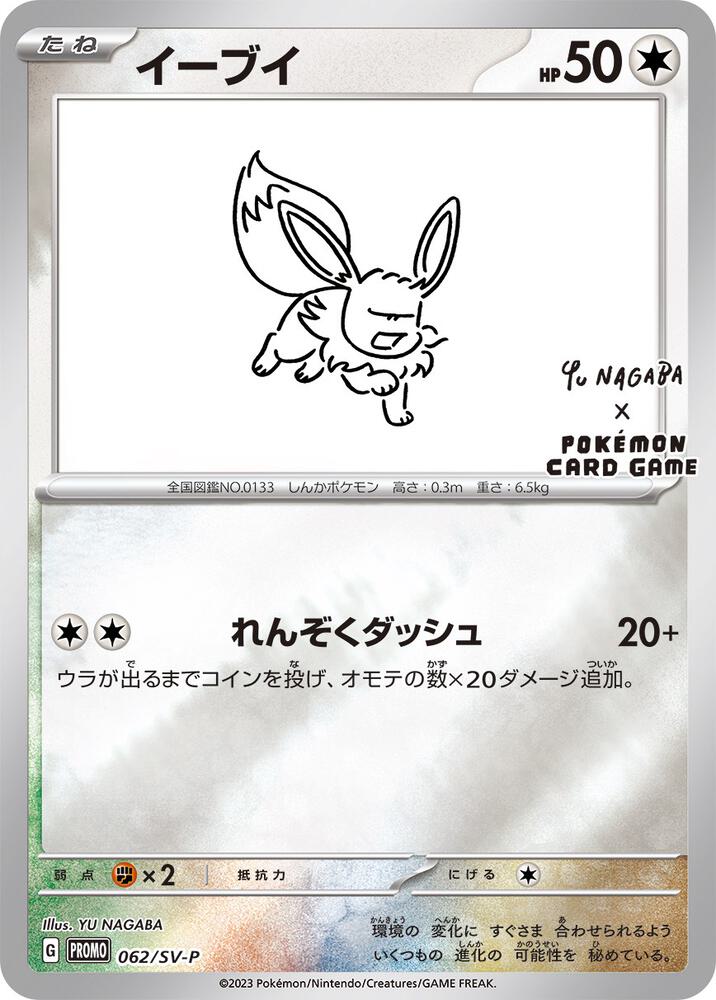 たね
イーブイ
HP50
YU NAGABA
×
POKÉMON
CARD GAME
全国図鑑NO.0133 しんかポケモン 高さ:0.3m 重さ:6.5kg
れんぞくダッシュ 20+
ウラが出るまでコインを投げ、オモテの数×20ダメージ追加。
弱点 ×2 抵抗力 にげる
Illus. YU NAGABA
G PROMO 062/SV-P
環境の 変化に すぐさま 合わせられるよう
いくつもの 進化の 可能性を 秘めている。
©2023 Pokémon/Nintendo/Creatures/GAME FREAK.